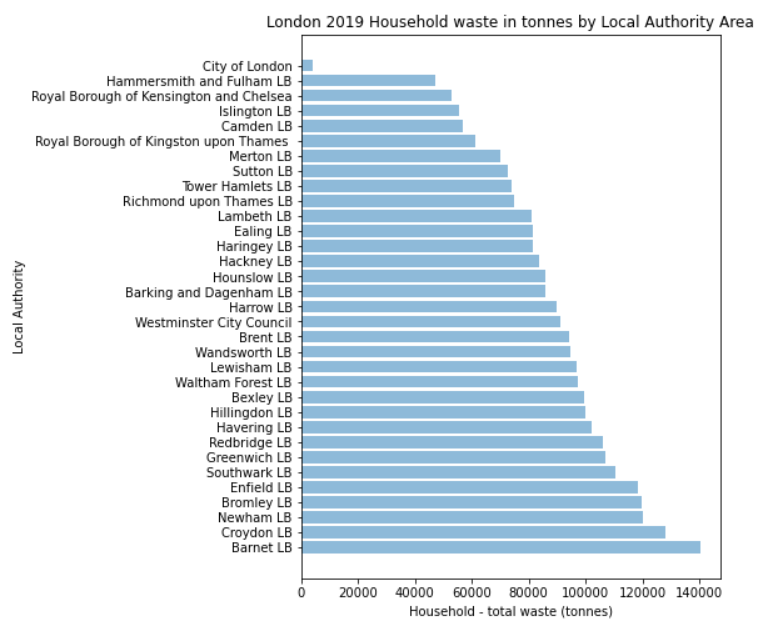 London 2019 Household waste in tonnes by Local Authority Area
City of London
Hammersmith and Fulham LB
Royal Borough of Kensington and Chelsea
Islington LB
Camden LB
Royal Borough of Kingston upon Thames
Merton LB
Sutton LB
Tower Hamlets LB
Richmond upon Thames LB
Lambeth LB
Ealing LB
Haringey LB
Hackney LB
Hounslow LB
Barking and Dagenham LB
Harrow LB
Westminster City Council
Brent LB
Wandsworth LB
Lewisham LB
Waltham Forest LB
Bexley LB
Hillingdon LB
Havering LB
Redbridge LB
Greenwich LB
Southwark LB
Enfield LB
Bromley LB
Newham LB
Croydon LB
Barnet LB
Local Authority
0 20000 40000 60000 80000 100000 120000 140000
Household - total waste (tonnes)